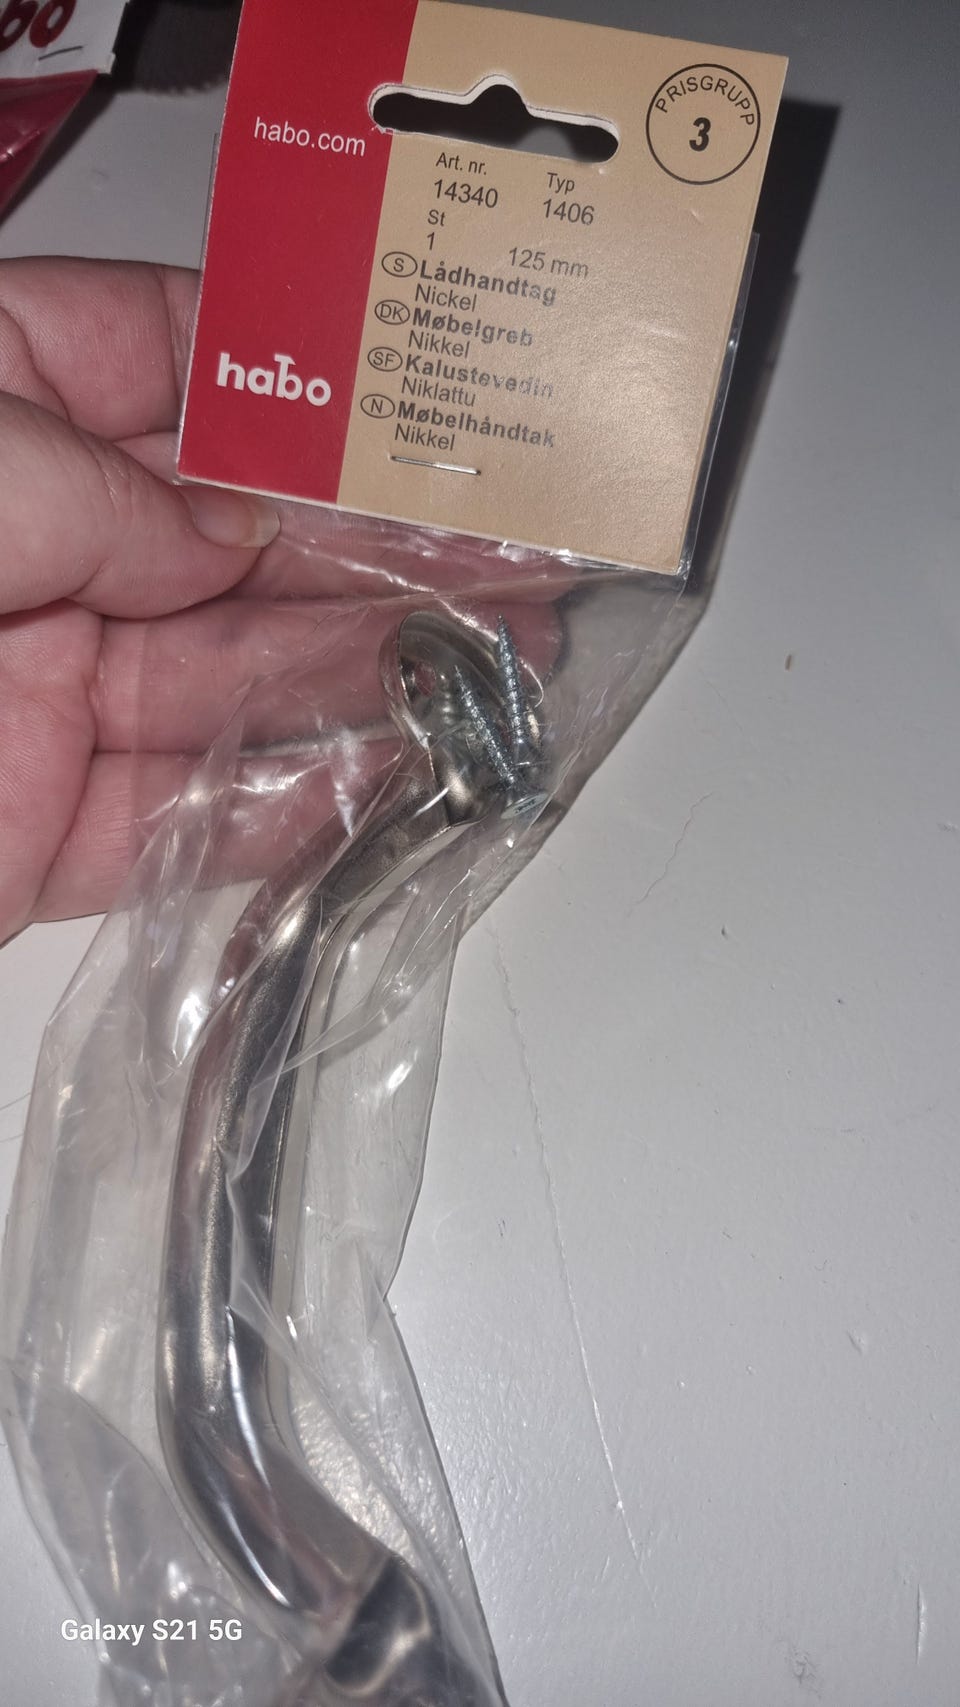 habo
habo.com
PRISGRUPP
3
Art. nr.
14340
Typ
1406
St
1
125 mm
S Lådhandtag
Nickel
DK Møbelgreb
Nikkel
SF Kalustevedin
Niklattu
N Møbelhåndtak
Nikkel
Galaxy S21 5G